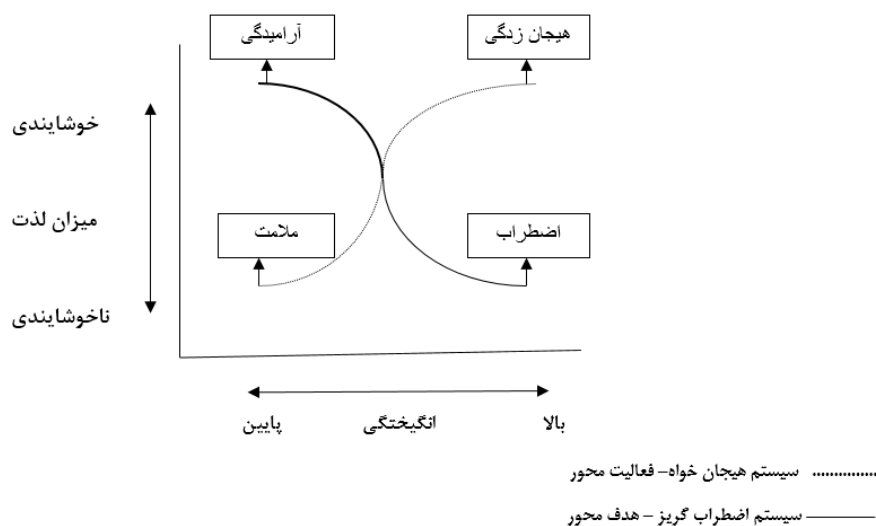 هیجان زدگی
آرامیدگی
خوشایندی
میزان لذت
ملامت
اضطراب
ناخوشایندی
بالا
انگیختگی
پایین
سیستم هیجان خواه– فعالیت محور
سیستم اضطراب گریز – هدف محور